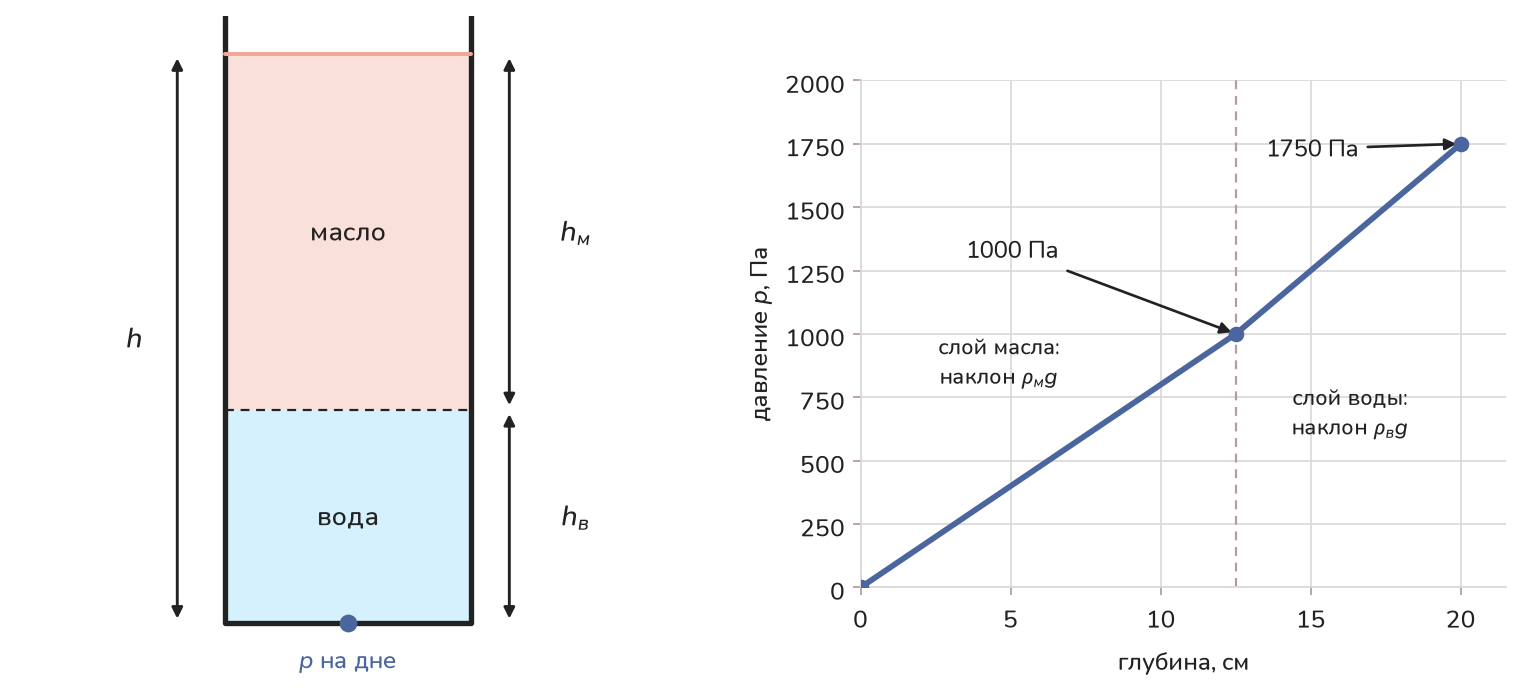 масло
hм
h
вода
hв
p на дне
2000
1750
1500
1250
1000
750
500
250
0
давление p, Па
1750 Па
1000 Па
слой масла:
наклон ρмg
слой воды:
наклон ρвg
0 5 10 15 20
глубина, см